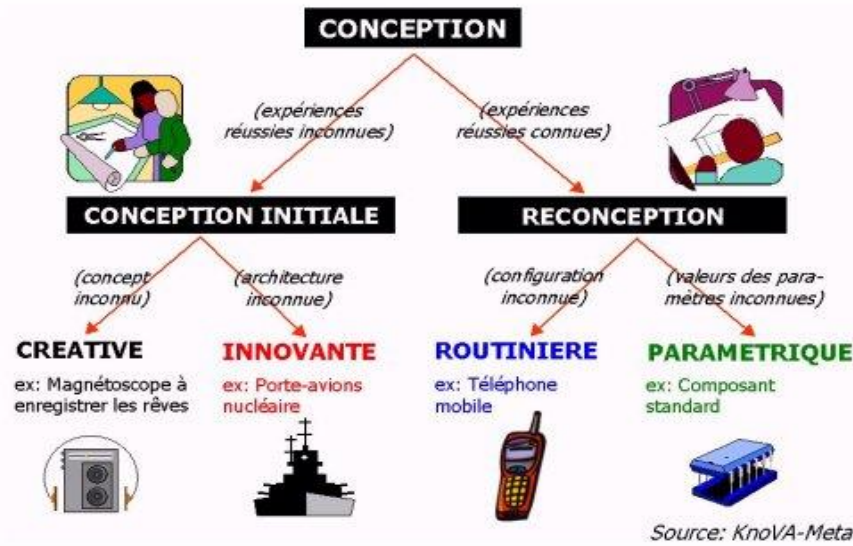 CONCEPTION
(expériences
réussies inconnues)
(expériences
réussies connues)
CONCEPTION INITIALE
RECONCEPTION
(concept
inconnu)
(architecture
inconnue)
(configuration
inconnue)
(valeurs des para-
mètres inconnues)
CREATIVE
INNOVANTE
ROUTINIERE
PARAMETRIQUE
ex: Magnétoscope à
enregistrer les rêves
ex: Porte-avions
nucléaire
ex: Téléphone
mobile
ex: Composant
standard
Source: KnoVA-Meta